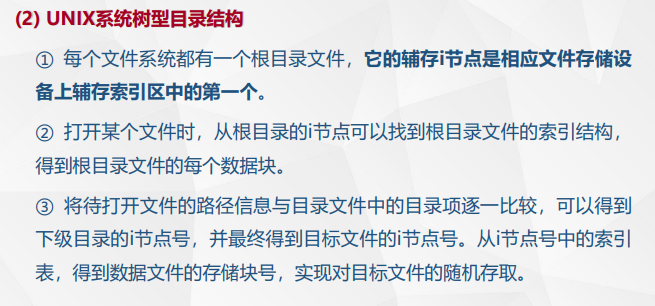 (2) UNIX系统树型目录结构
① 每个文件系统都有一个根目录文件，它的辅存i节点是相应文件存储设
备上辅存索引区中的第一个。
② 打开某个文件时，从根目录的i节点可以找到根目录文件的索引结构，
得到根目录文件的每个数据块。
③ 将待打开文件的路径信息与目录文件中的目录项逐一比较，可以得到
下级目录的i节点号，并最终得到目标文件的i节点号。从i节点号中的索引
表，得到数据文件的存储块号，实现对目标文件的随机存取。